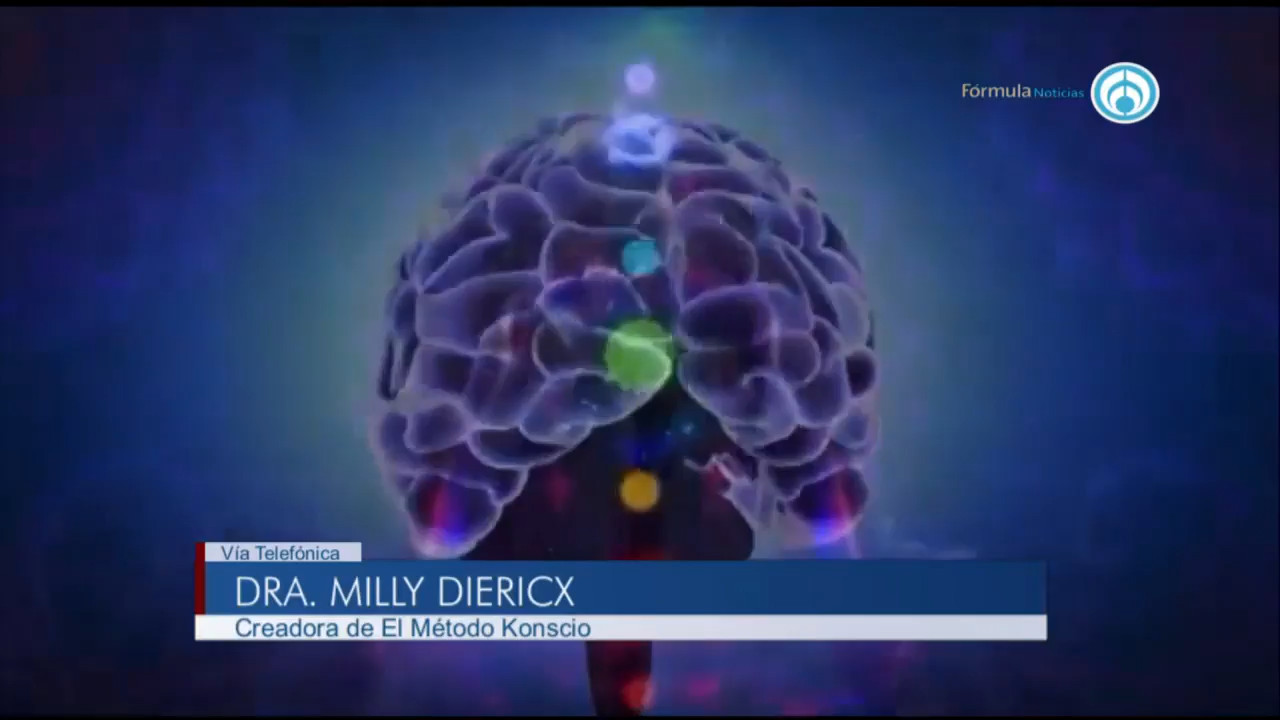 Fórmula Noticias
Vía Telefónica
DRA. MILLY DIERICX
Creadora de El Método Konscio